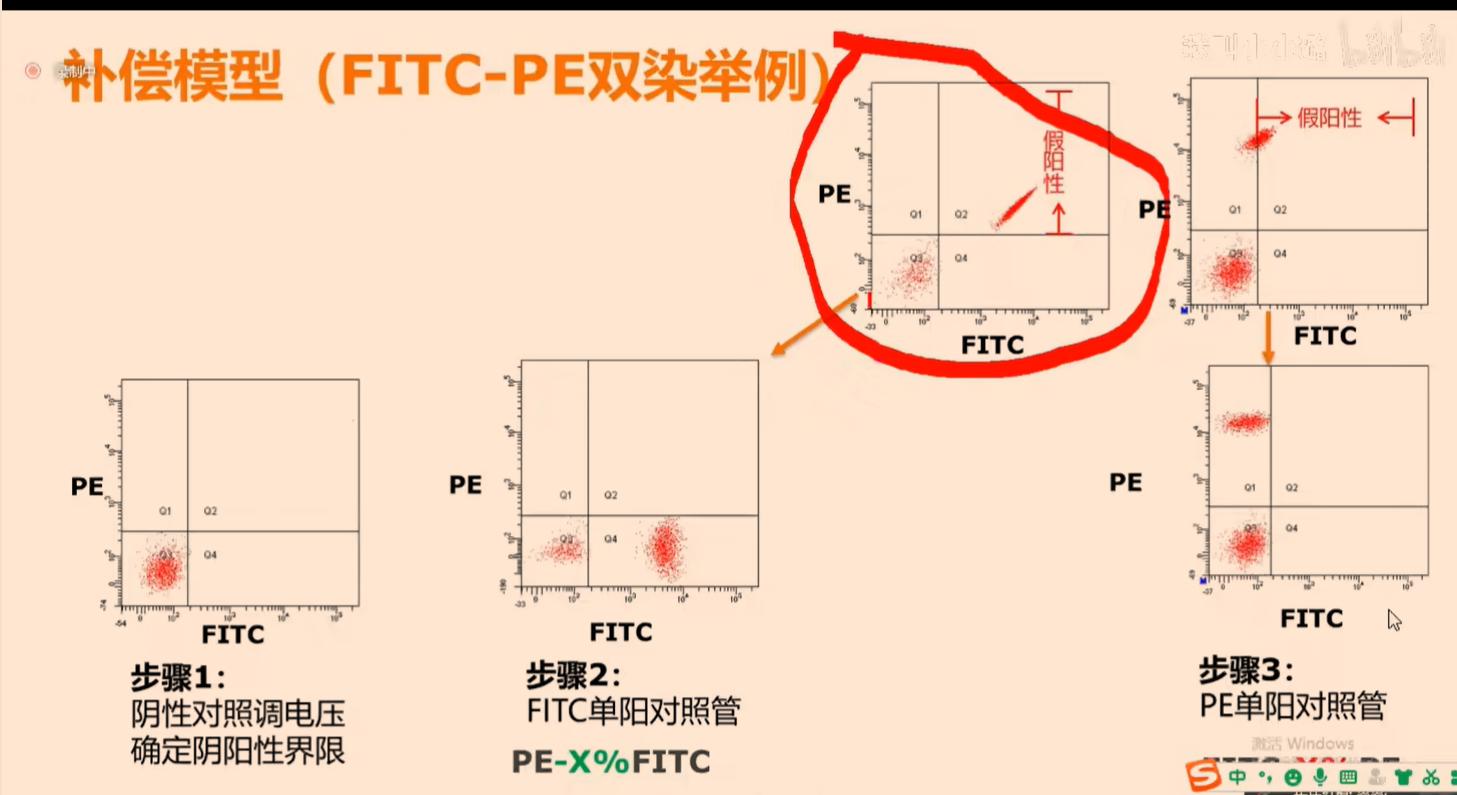 补偿模型（FITC-PE双染举例）
录制中
假阳性
PE
Q1 Q2
Q3 Q4
FITC
假阳性
PE
Q1 Q2
Q3 Q4
FITC
PE
Q1 Q2
Q3 Q4
FITC
PE
Q1 Q2
Q3 Q4
FITC
PE
Q1 Q2
Q3 Q4
FITC
步骤1：
阴性对照调电压
确定阴阳性界限
步骤2：
FITC单阳对照管
PE-X%FITC
步骤3：
PE单阳对照管
激活 Windows
中